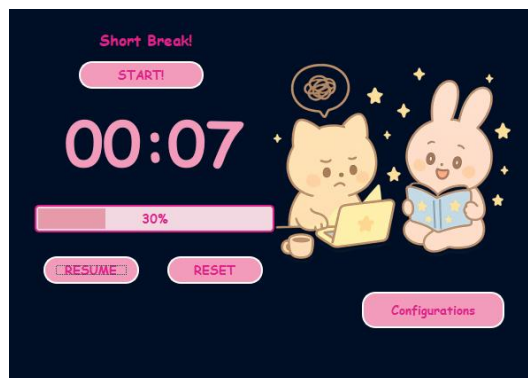 Short Break!
START!
00:07
30%
RESUME
RESET
Configurations